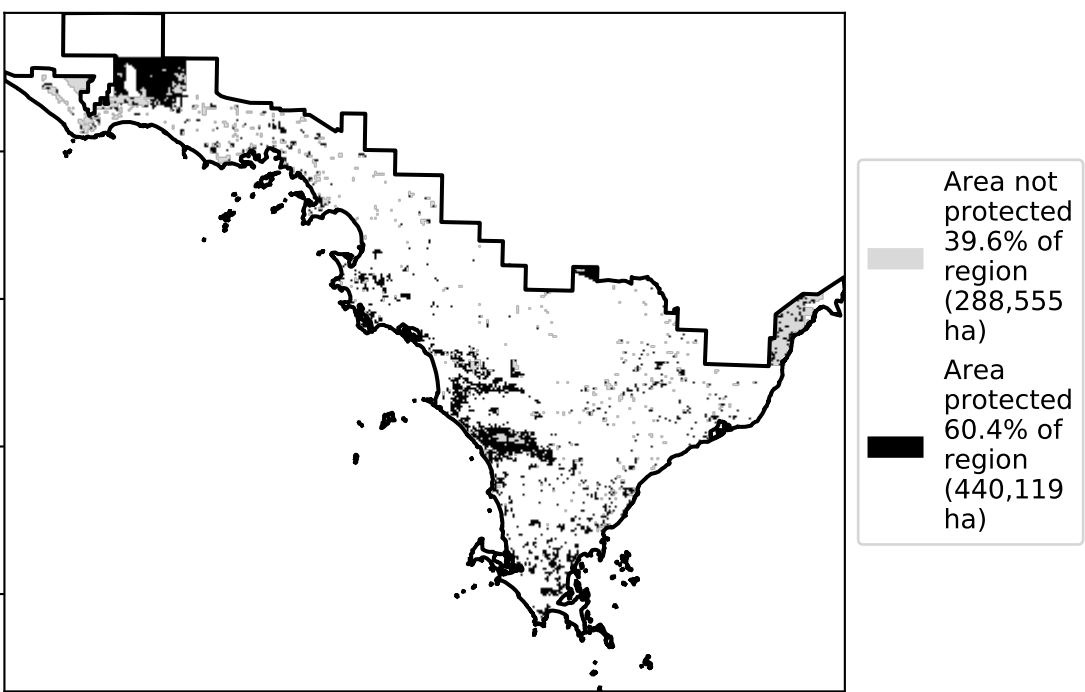 Area not
protected
39.6% of
region
(288,555
ha)
Area
protected
60.4% of
region
(440,119
ha)